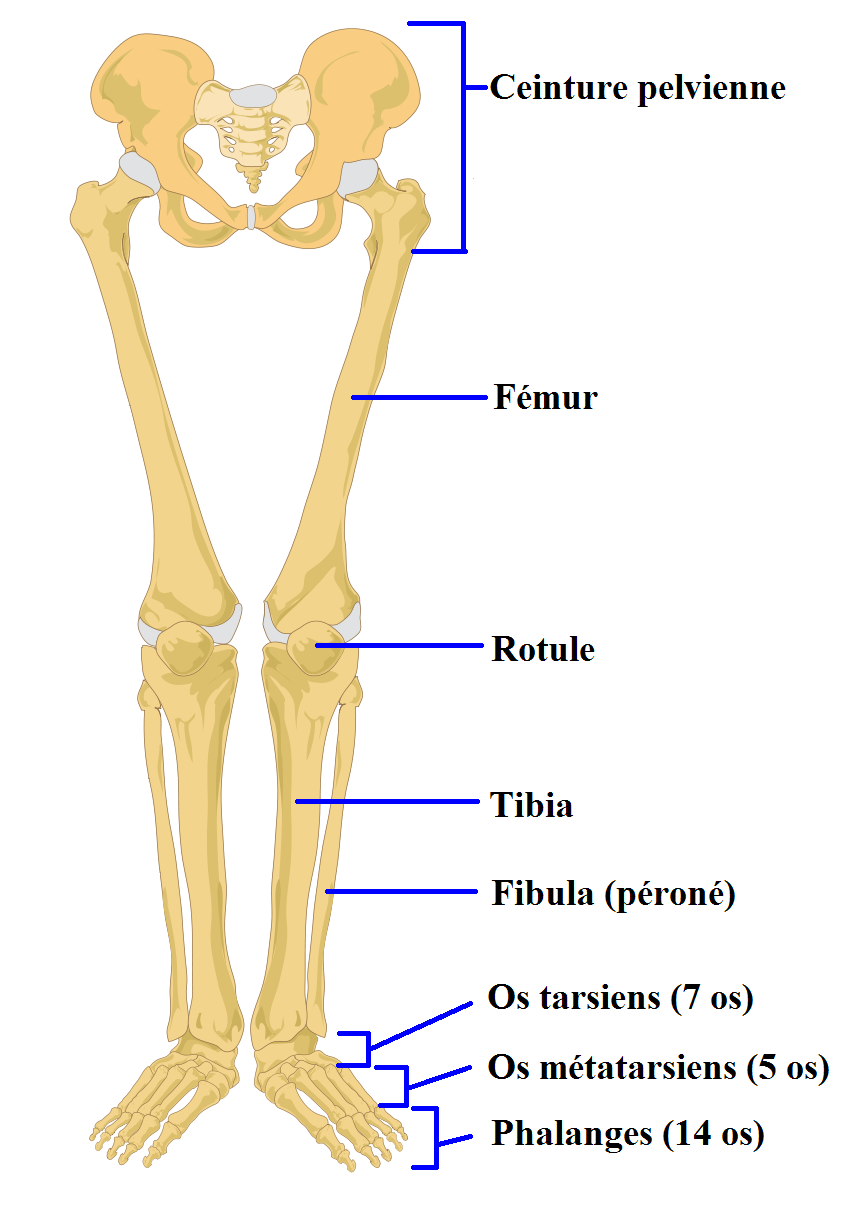 Ceinture pelvienne
Fémur
Rotule
Tibia
Fibula (péroné)
Os tarsiens (7 os)
Os métatarsiens (5 os)
Phalanges (14 os)